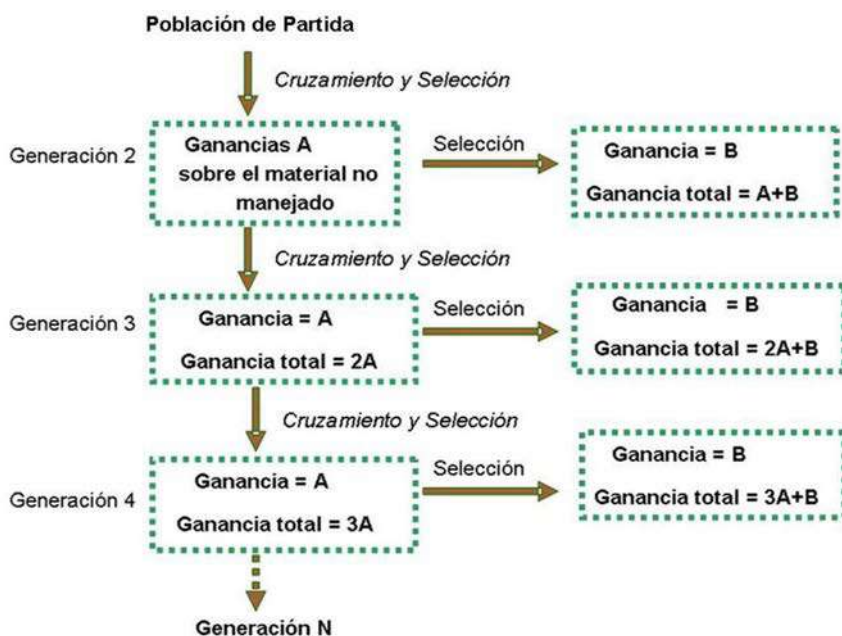 Población de Partida
Cruzamiento y Selección
Generación 2
Ganancias A
sobre el material no
manejado
Selección
Ganancia = B
Ganancia total = A+B
Cruzamiento y Selección
Generación 3
Ganancia = A
Ganancia total = 2A
Selección
Ganancia = B
Ganancia total = 2A+B
Cruzamiento y Selección
Generación 4
Ganancia = A
Ganancia total = 3A
Selección
Ganancia = B
Ganancia total = 3A+B
Generación N